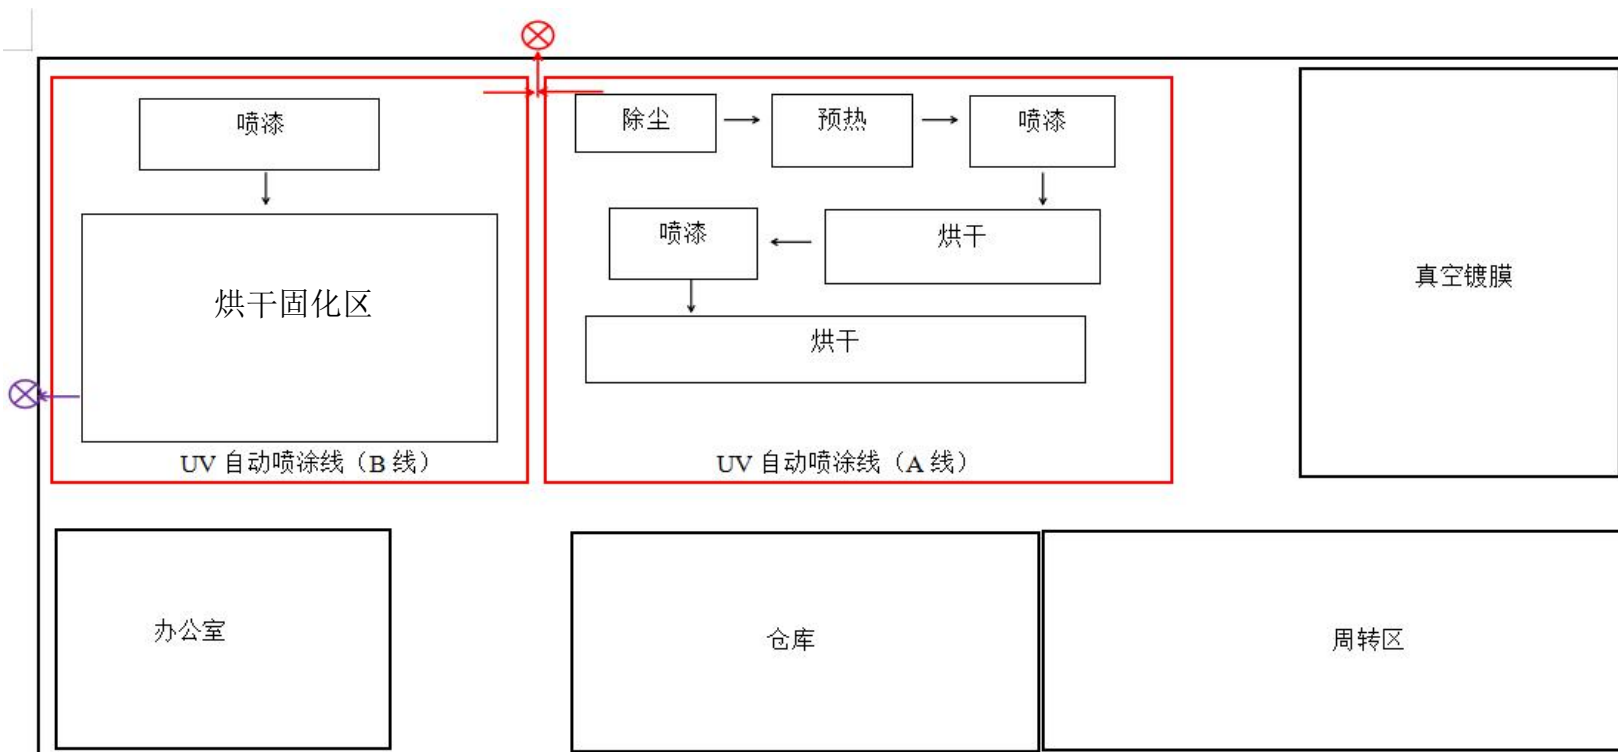 喷漆
烘干固化区
UV 自动喷涂线（B 线）
除尘
预热
喷漆
喷漆
烘干
烘干
UV 自动喷涂线（A 线）
真空镀膜
办公室
仓库
周转区